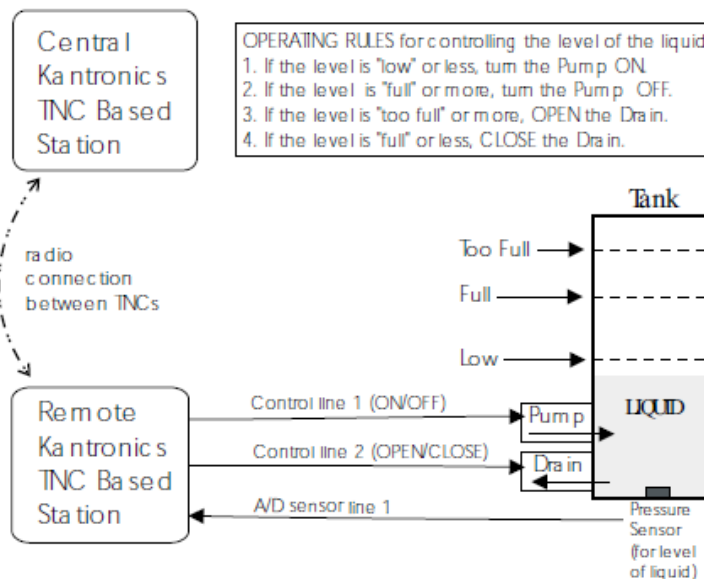 Central
Kantronics
TNC Based
Station
OPERATING RULES for controlling the level of the liquid
1. If the level is "low" or less, turn the Pump ON.
2. If the level is "full" or more, turn the Pump OFF.
3. If the level is "too full" or more, OPEN the Drain.
4. If the level is "full" or less, CLOSE the Drain.
radio
connection
between TNCs
Tank
Too Full
Full
Low
Remote
Kantronics
TNC Based
Station
Control line 1 (ON/OFF)
Pump
LIQUID
Control line 2 (OPEN/CLOSE)
Drain
A/D sensor line 1
Pressure
Sensor
(for level
of liquid)